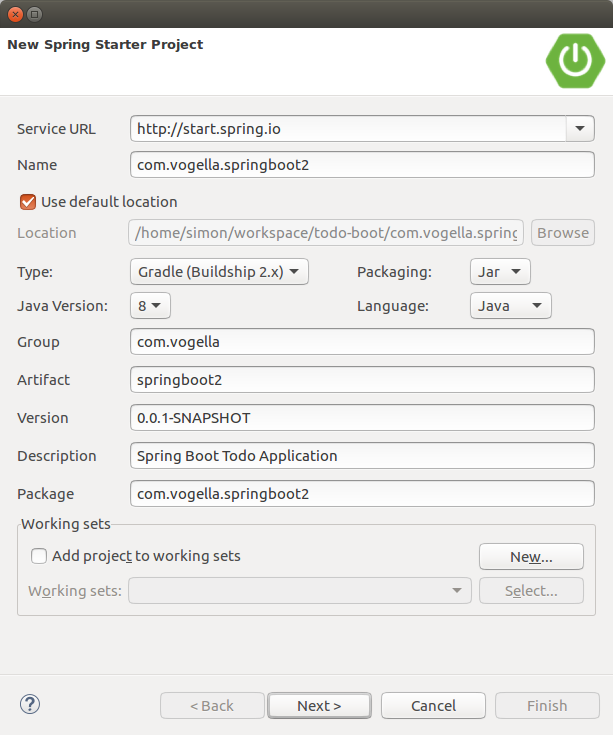 New Spring Starter Project
Service URL http://start.spring.io
Name com.vogella.springboot2
Use default location
Location /home/simon/workspace/todo-boot/com.vogella.spring Browse
Type: Gradle (Buildship 2.x) Packaging: Jar
Java Version: 8 Language: Java
Group com.vogella
Artifact springboot2
Version 0.0.1-SNAPSHOT
Description Spring Boot Todo Application
Package com.vogella.springboot2
Working sets
Add project to working sets New...
Working sets: Select...
? < Back Next > Cancel Finish